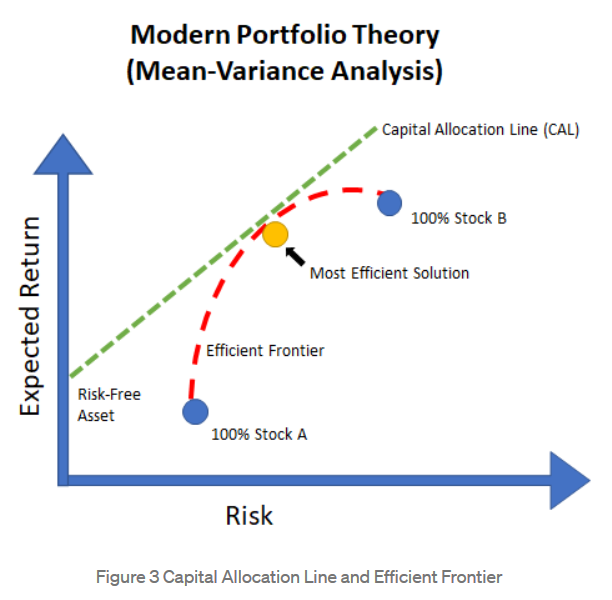 Modern Portfolio Theory
(Mean-Variance Analysis)
Capital Allocation Line (CAL)
100% Stock B
Most Efficient Solution
Efficient Frontier
Risk-Free
Asset
100% Stock A
Expected Return
Risk
Figure 3 Capital Allocation Line and Efficient Frontier